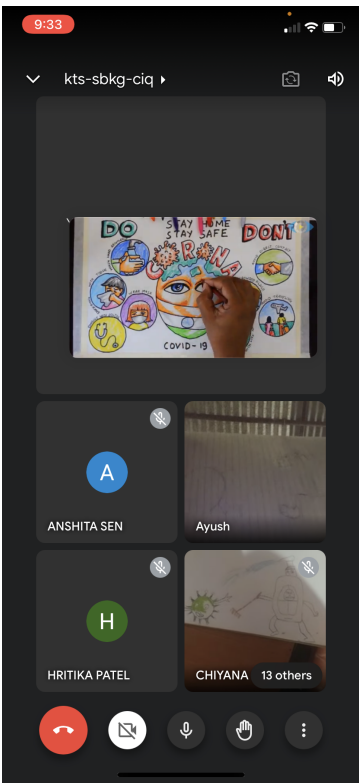 9:33
kts-sbkg-ciq
DO
STAY HOME
STAY SAFE
DON'T
CORONA
COVID-19
A
ANSHITA SEN
Ayush
H
HRITIKA PATEL
CHIYANA
13 others